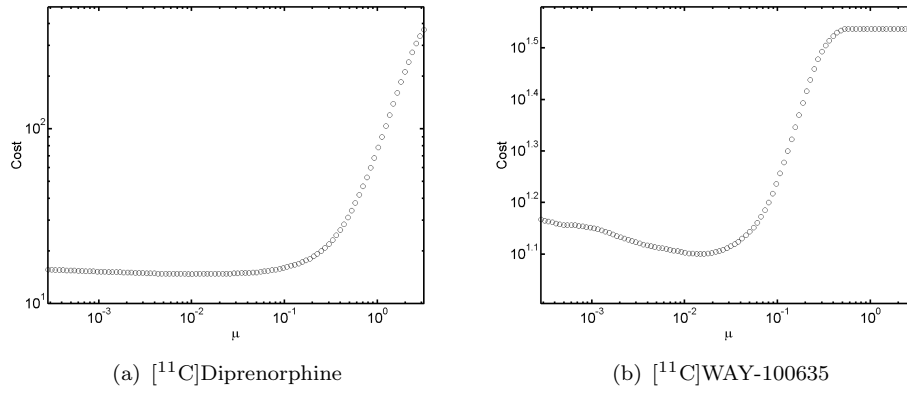 10^2
10^1
Cost
10^-3 10^-2 10^-1 10^0
μ
(a) [^11C]Diprenorphine
10^1.5
10^1.4
10^1.3
10^1.2
10^1.1
Cost
10^-3 10^-2 10^-1 10^0
μ
(b) [^11C]WAY-100635